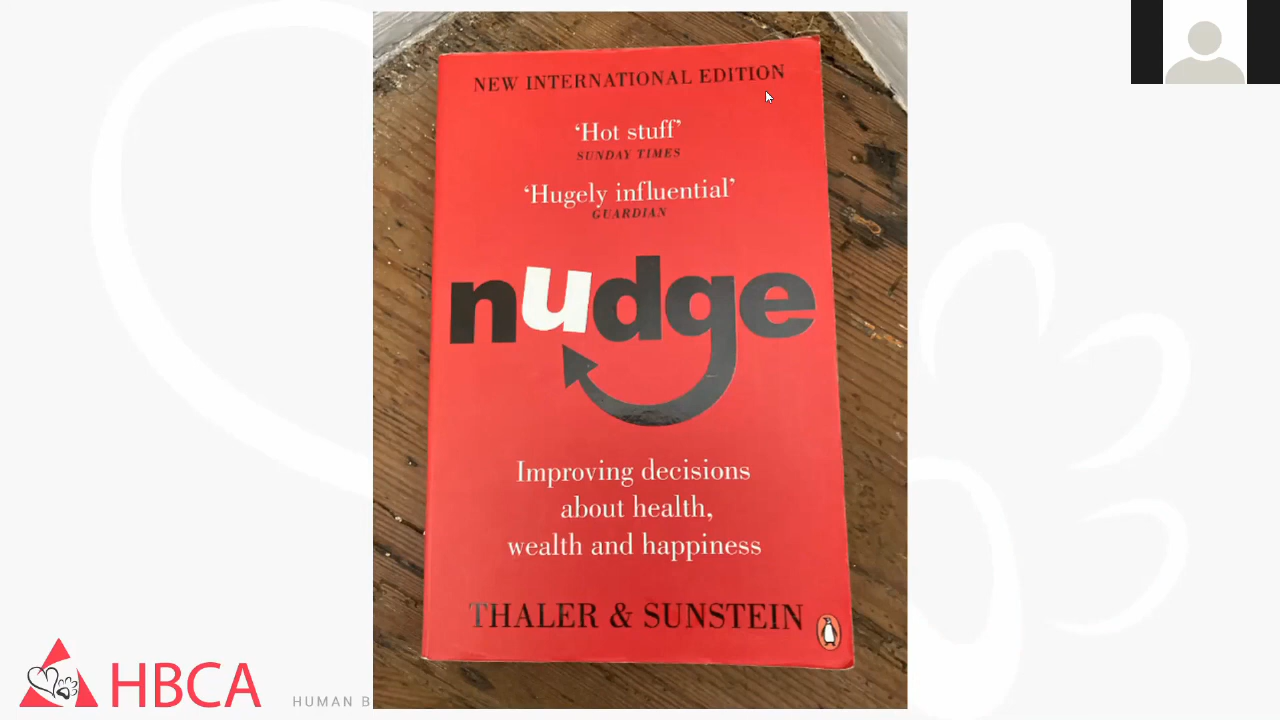 NEW INTERNATIONAL EDITION
‘Hot stuff’
SUNDAY TIMES
‘Hugely influential’
GUARDIAN
nudge
Improving decisions
about health,
wealth and happiness
THALER & SUNSTEIN
HBCA
HUMAN B